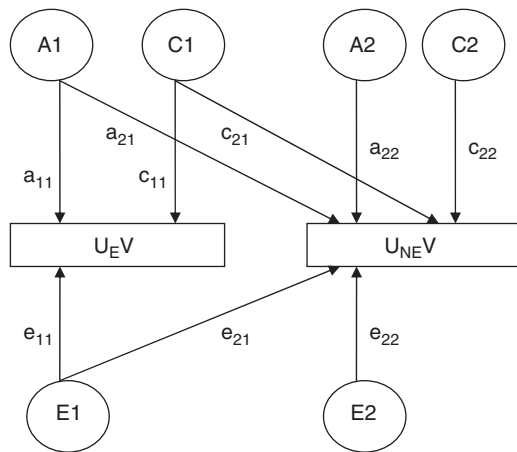 A1 C1 A2 C2
a₂₁ c₂₁ a₂₂ c₂₂
a₁₁ c₁₁
UₑV UₙₑV
e₁₁ e₂₁ e₂₂
E1 E2